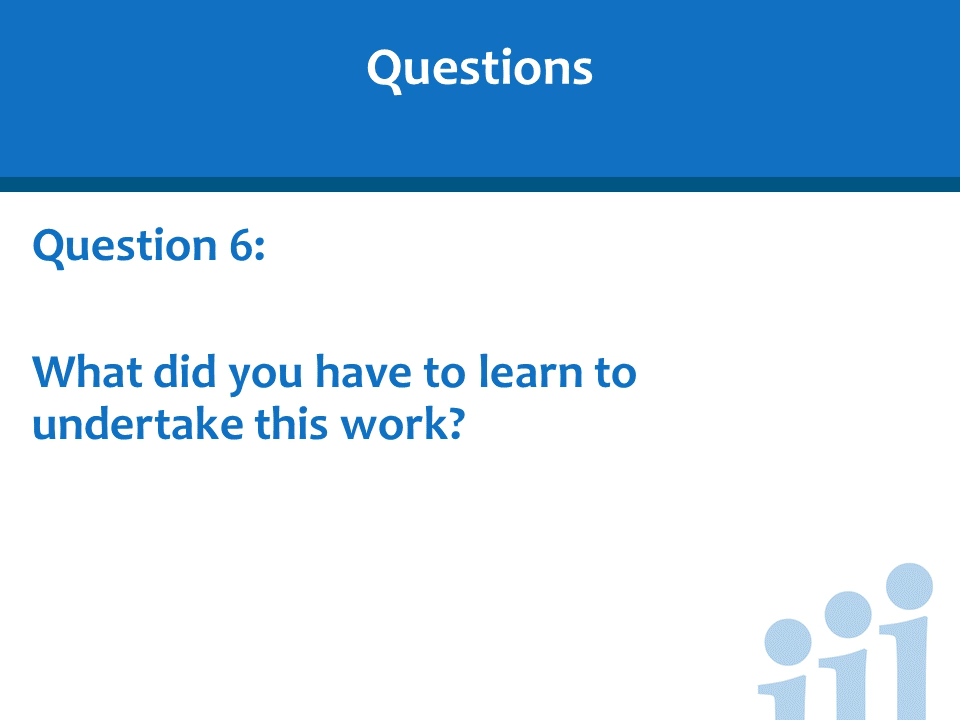 Questions
Question 6:
What did you have to learn to
undertake this work?